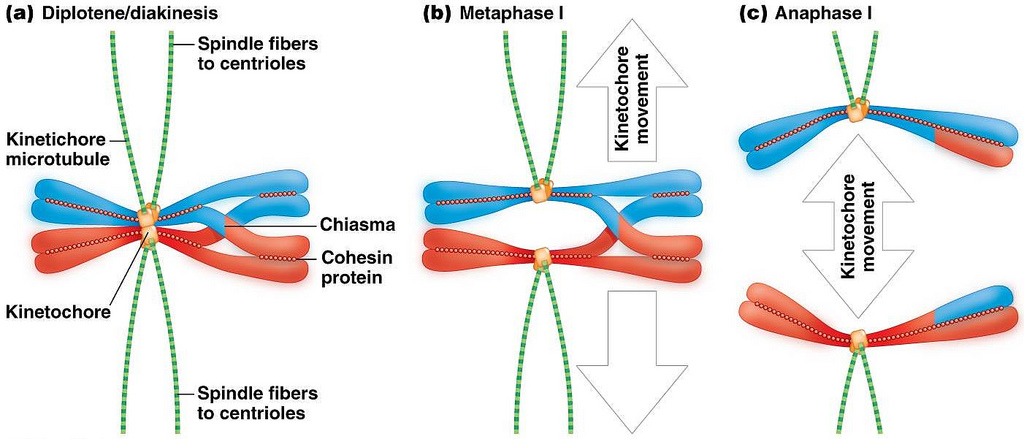 (a) Diplotene/diakinesis
Spindle fibers
to centrioles
Kinetichore
microtubule
Chiasma
Cohesin
protein
Kinetochore
Spindle fibers
to centrioles
(b) Metaphase I
Kinetochore
movement
(c) Anaphase I
Kinetochore
movement